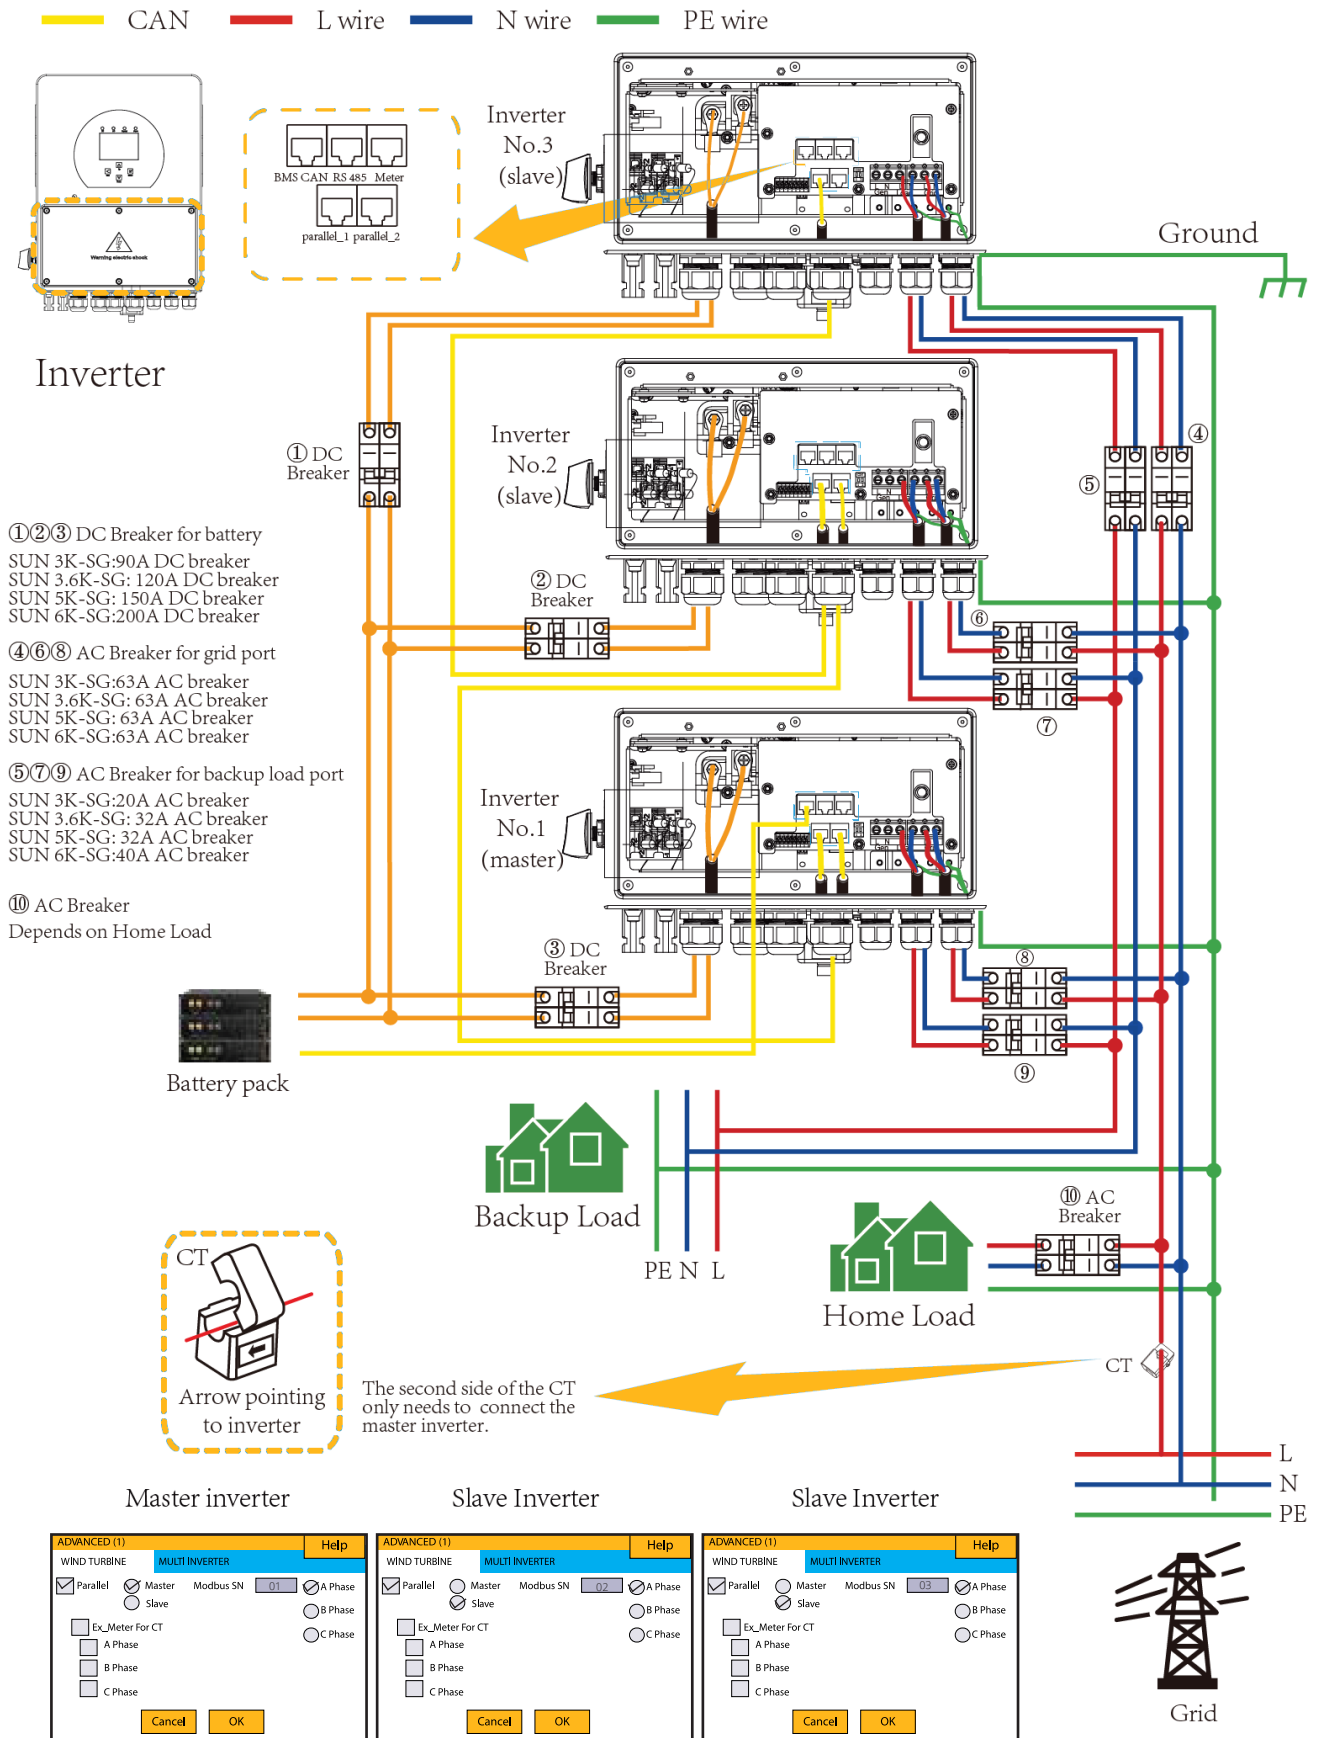 CAN L wire N wire PE wire
Inverter
No.3
(slave)
BMS CAN RS 485 Meter
parallel_1 parallel_2
Warning electric shock
Ground
Inverter
Inverter
No.2
(slave)
① DC
Breaker
④
⑤
①②③ DC Breaker for battery
SUN 3K-SG:90A DC breaker
SUN 3.6K-SG: 120A DC breaker
SUN 5K-SG: 150A DC breaker
SUN 6K-SG:200A DC breaker
② DC
Breaker
⑥
⑦
④⑥⑧ AC Breaker for grid port
SUN 3K-SG:63A AC breaker
SUN 3.6K-SG: 63A AC breaker
SUN 5K-SG: 63A AC breaker
SUN 6K-SG:63A AC breaker
⑤⑦⑨ AC Breaker for backup load port
SUN 3K-SG:20A AC breaker
SUN 3.6K-SG: 32A AC breaker
SUN 5K-SG: 32A AC breaker
SUN 6K-SG:40A AC breaker
Inverter
No.1
(master)
⑩ AC Breaker
Depends on Home Load
③ DC
Breaker
⑧
⑨
Battery pack
Backup Load
PE N L
⑩ AC
Breaker
Home Load
CT
Arrow pointing
to inverter
The second side of the CT
only needs to connect the
master inverter.
CT
L
N
PE
Grid
Master inverter
ADVANCED (1) Help
WIND TURBINE MULTI INVERTER
Parallel Master Modbus SN 01 A Phase
Slave
B Phase
Ex_Meter For CT
C Phase
A Phase
B Phase
C Phase
Cancel OK
Slave Inverter
ADVANCED (1) Help
WIND TURBINE MULTI INVERTER
Parallel Master Modbus SN 02 A Phase
Slave
B Phase
Ex_Meter For CT
C Phase
A Phase
B Phase
C Phase
Cancel OK
Slave Inverter
ADVANCED (1) Help
WIND TURBINE MULTI INVERTER
Parallel Master Modbus SN 03 A Phase
Slave
B Phase
Ex_Meter For CT
C Phase
A Phase
B Phase
C Phase
Cancel OK